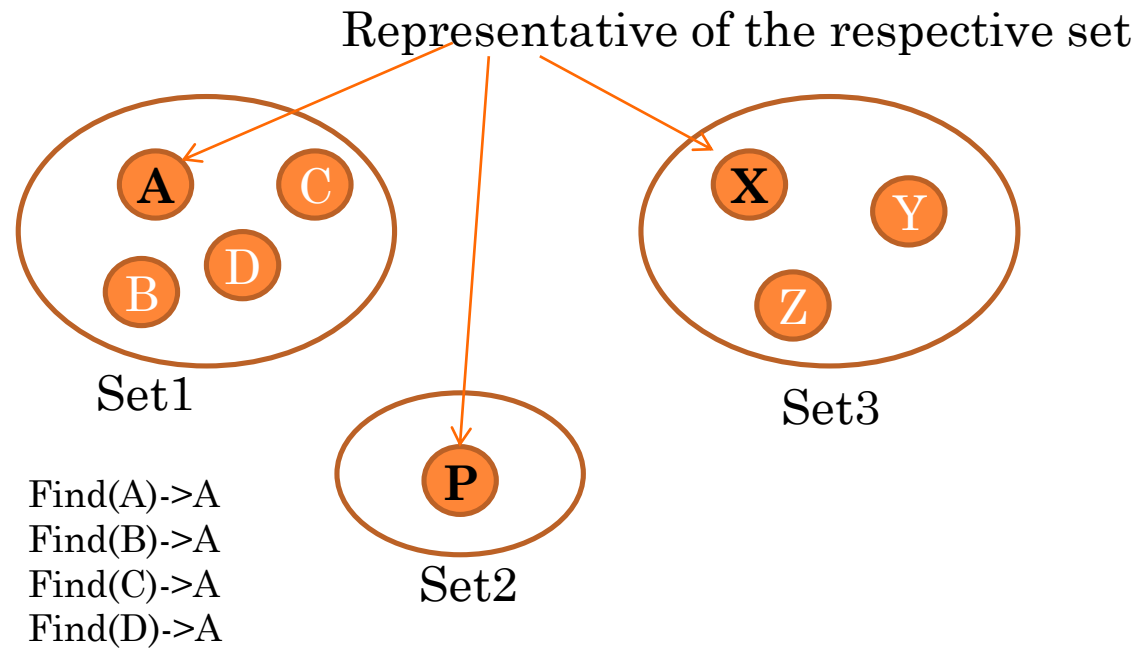 Representative of the respective set
A
C
B
D
Set1
X
Y
Z
Set3
P
Set2
Find(A)->A
Find(B)->A
Find(C)->A
Find(D)->A